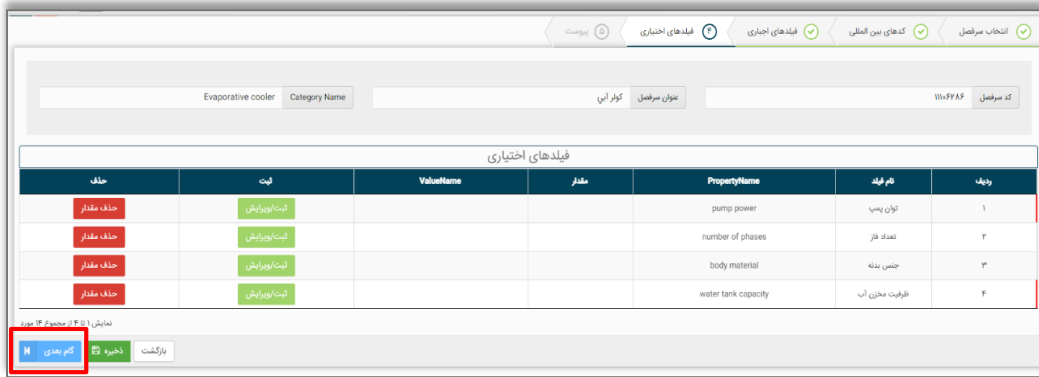 انتخاب سرفصل کدهای بین المللی فیلدهای اجباری ۴ فیلدهای اختیاری ۵ پیوست
کد سرفصل ۱۱۱۰۶۲۸۶ عنوان سرفصل کولر آبي Category Name Evaporative cooler
فیلدهای اختیاری
ردیف نام فیلد PropertyName مقدار ValueName ثبت حذف
۱ توان پمپ pump power ثبت/ویرایش حذف مقدار
۲ تعداد فاز number of phases ثبت/ویرایش حذف مقدار
۳ جنس بدنه body material ثبت/ویرایش حذف مقدار
۴ ظرفیت مخزن آب water tank capacity ثبت/ویرایش حذف مقدار
نمایش ۱ تا ۴ از مجموع ۱۴ مورد
بازگشت ذخیره گام بعدی